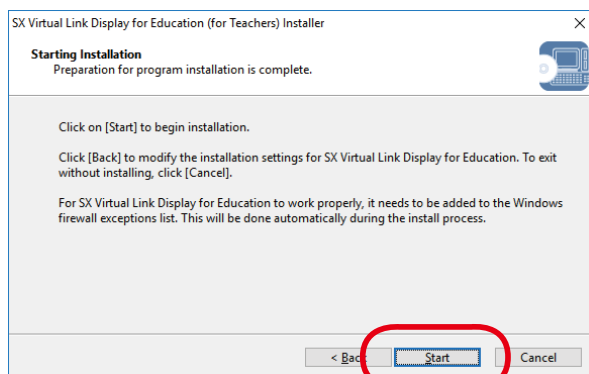 SX Virtual Link Display for Education (for Teachers) Installer
Starting Installation
Preparation for program installation is complete.
Click on [Start] to begin installation.
Click [Back] to modify the installation settings for SX Virtual Link Display for Education. To exit
without installing, click [Cancel].
For SX Virtual Link Display for Education to work properly, it needs to be added to the Windows
firewall exceptions list. This will be done automatically during the install process.
< Back Start Cancel